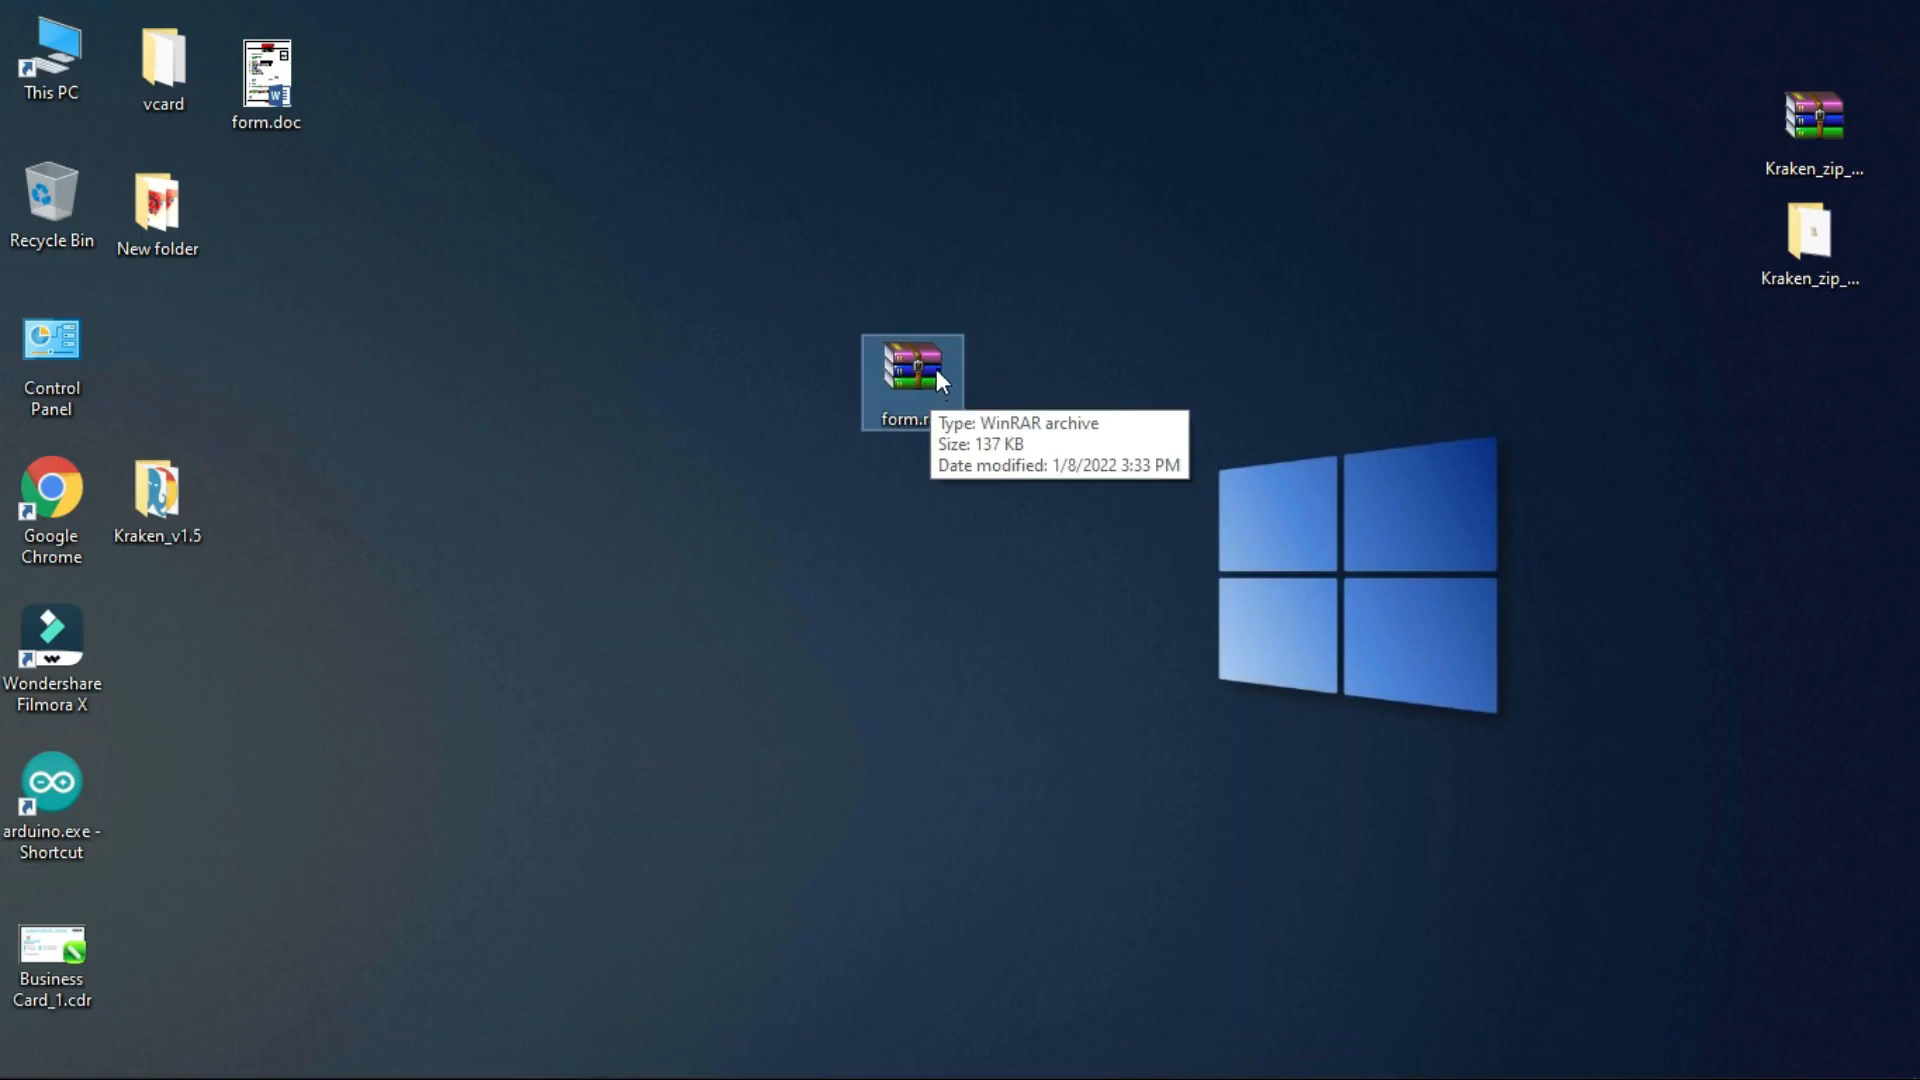 This PC
vcard
form.doc
Recycle Bin
New folder
Control
Panel
Google
Chrome
Kraken_v1.5
Wondershare
Filmora X
arduino.exe -
Shortcut
Business
Card_1.cdr
form.r
Type: WinRAR archive
Size: 137 KB
Date modified: 1/8/2022 3:33 PM
Kraken_zip_...
Kraken_zip_...